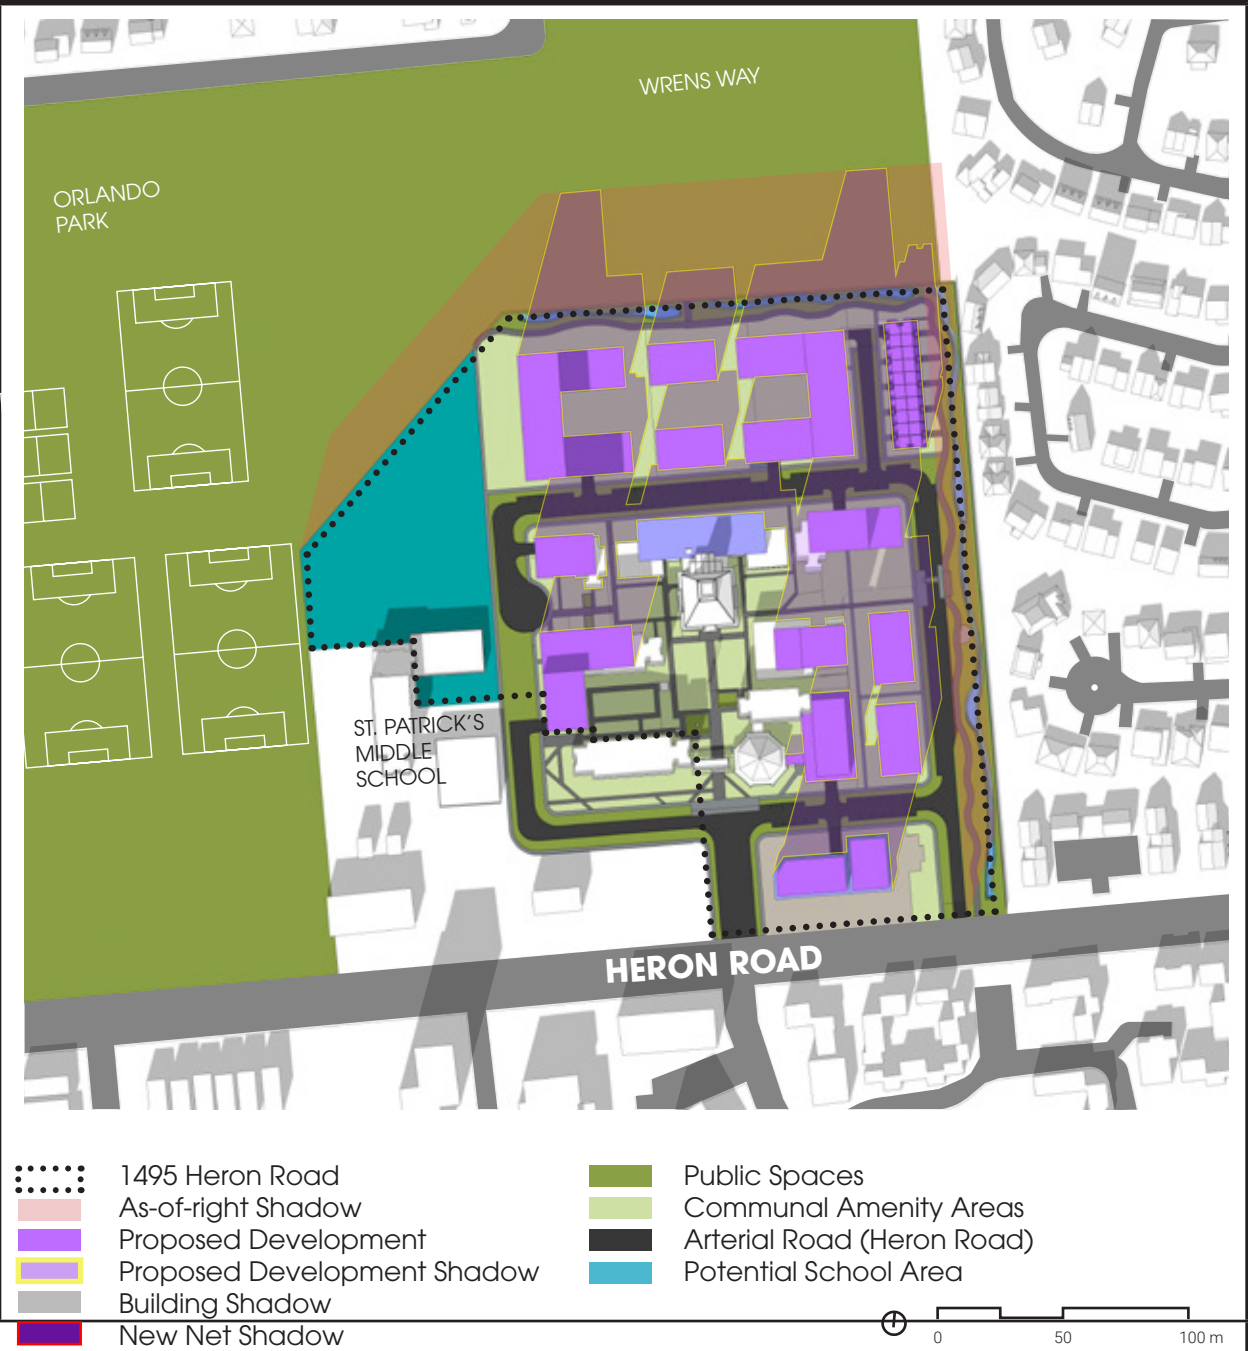 WRENS WAY
ORLANDO
PARK
ST. PATRICK'S
MIDDLE
SCHOOL
HERON ROAD
1495 Heron Road
As-of-right Shadow
Proposed Development
Proposed Development Shadow
Building Shadow
New Net Shadow
Public Spaces
Communal Amenity Areas
Arterial Road (Heron Road)
Potential School Area
0 50 100 m